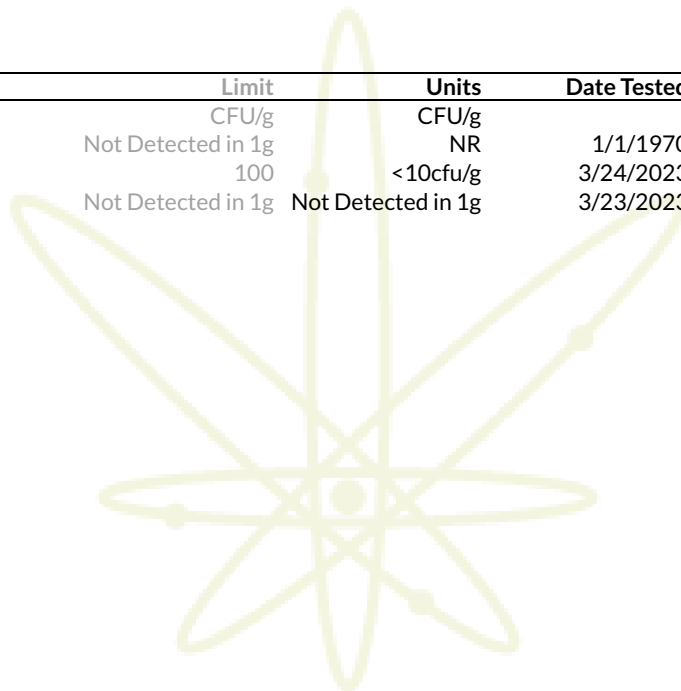 Limit Units Date Tested
CFU/g CFU/g
Not Detected in 1g NR 1/1/1970
100 <10cfu/g 3/24/2023
Not Detected in 1g Not Detected in 1g 3/23/2023